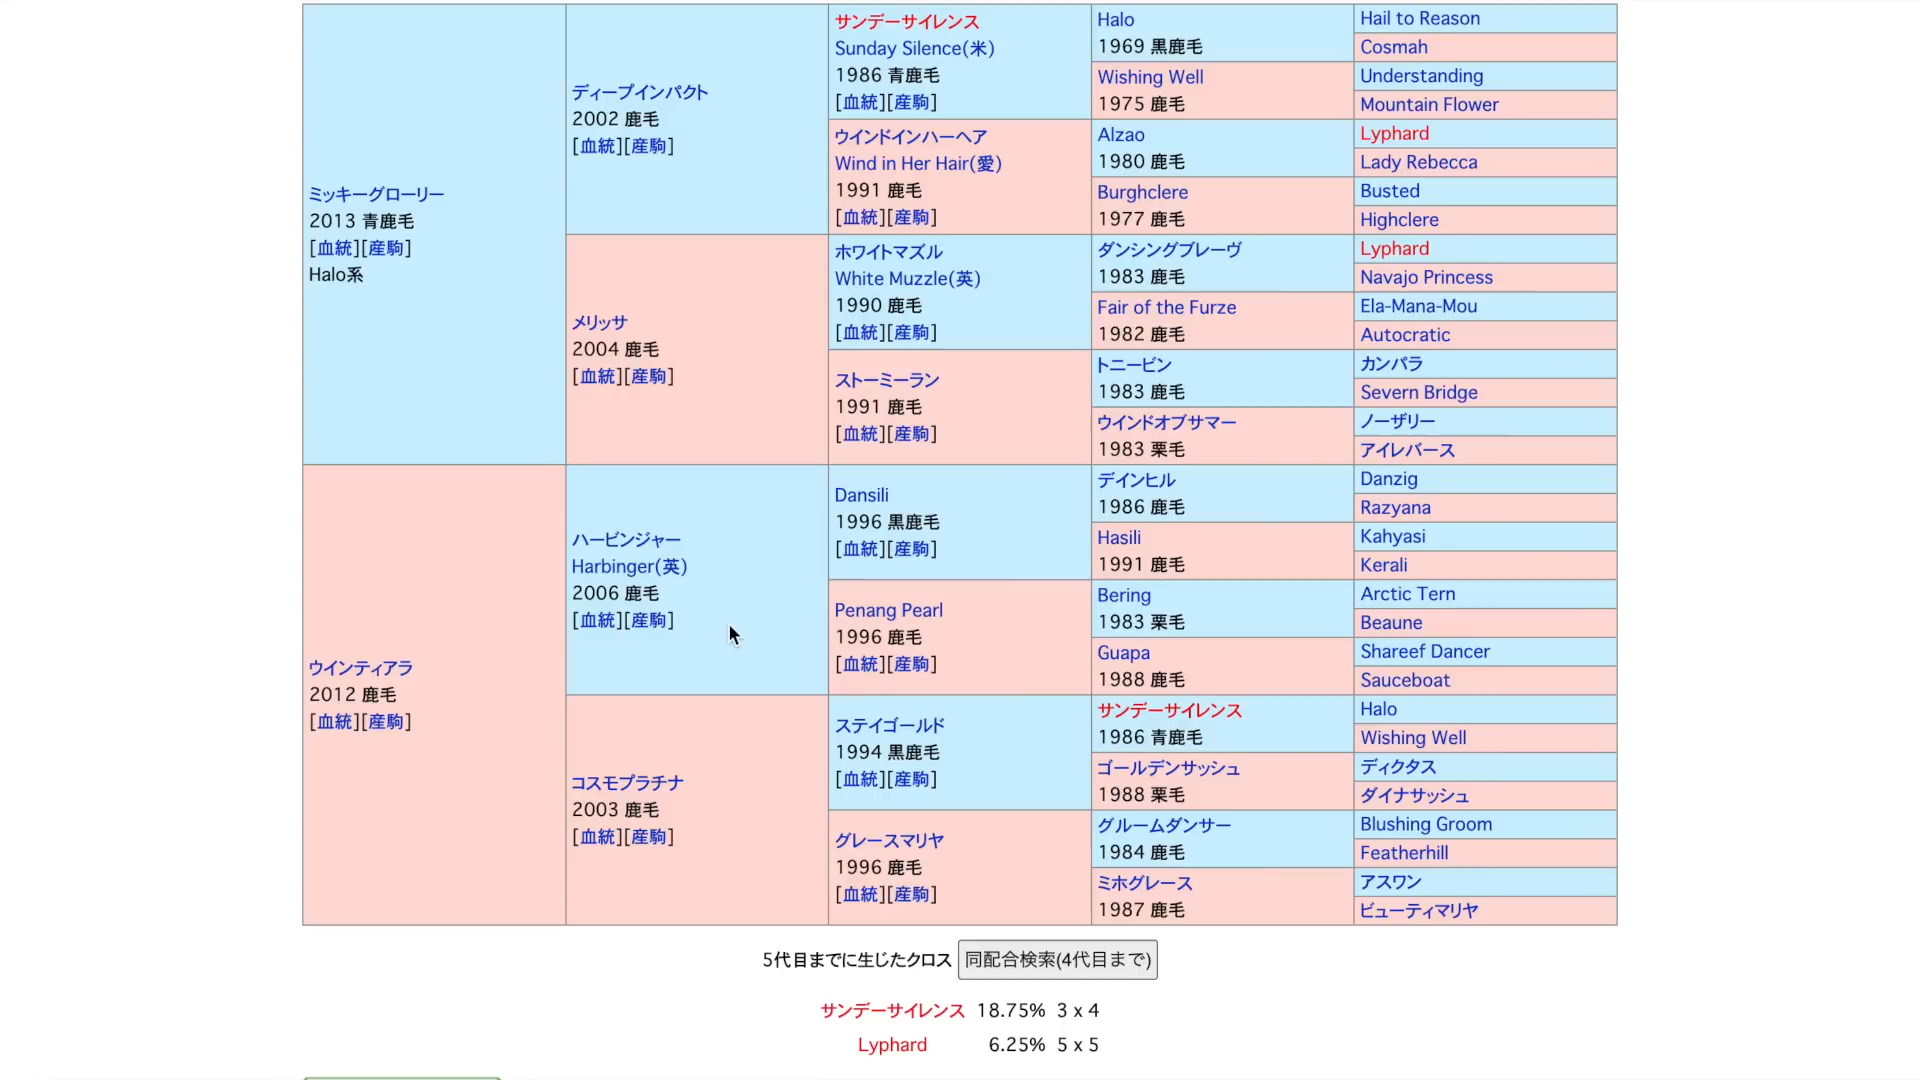 ミッキーグローリー
2013 青鹿毛
[血統][産駒]
Halo系
ディープインパクト
2002 鹿毛
[血統][産駒]
サンデーサイレンス
Sunday Silence(米)
1986 青鹿毛
[血統][産駒]
Halo
1969 黒鹿毛
Hail to Reason
Cosmah
Wishing Well
1975 鹿毛
Understanding
Mountain Flower
ウインドインハーヘア
Wind in Her Hair(愛)
1991 鹿毛
[血統][産駒]
Alzao
1980 鹿毛
Lyphard
Lady Rebecca
Burghclere
1977 鹿毛
Busted
Highclere
メリッサ
2004 鹿毛
[血統][産駒]
ホワイトマズル
White Muzzle(英)
1990 鹿毛
[血統][産駒]
ダンシングブレーヴ
1983 鹿毛
Lyphard
Navajo Princess
Fair of the Furze
1982 鹿毛
Ela-Mana-Mou
Autocratic
ストーミーラン
1991 鹿毛
[血統][産駒]
トニービン
1983 鹿毛
カンパラ
Severn Bridge
ウインドオブサマー
1983 栗毛
ノーザリー
アイレバース
ウインティアラ
2012 鹿毛
[血統][産駒]
ハービンジャー
Harbinger(英)
2006 鹿毛
[血統][産駒]
Dansili
1996 黒鹿毛
[血統][産駒]
デインヒル
1986 鹿毛
Danzig
Razyana
Hasili
1991 鹿毛
Kahyasi
Kerali
Penang Pearl
1996 鹿毛
[血統][産駒]
Bering
1983 栗毛
Arctic Tern
Beaune
Guapa
1988 鹿毛
Shareef Dancer
Sauceboat
コスモプラチナ
2003 鹿毛
[血統][産駒]
ステイゴールド
1994 黒鹿毛
[血統][産駒]
サンデーサイレンス
1986 青鹿毛
Halo
Wishing Well
ゴールデンサッシュ
1988 栗毛
ディクタス
ダイナサッシュ
グレースマリヤ
1996 鹿毛
[血統][産駒]
グルームダンサー
1984 鹿毛
Blushing Groom
Featherhill
ミホグレース
1987 鹿毛
アスワン
ビューティマリヤ
5代目までに生じたクロス 同配合検索(4代目まで)
サンデーサイレンス 18.75% 3 x 4
Lyphard 6.25% 5 x 5